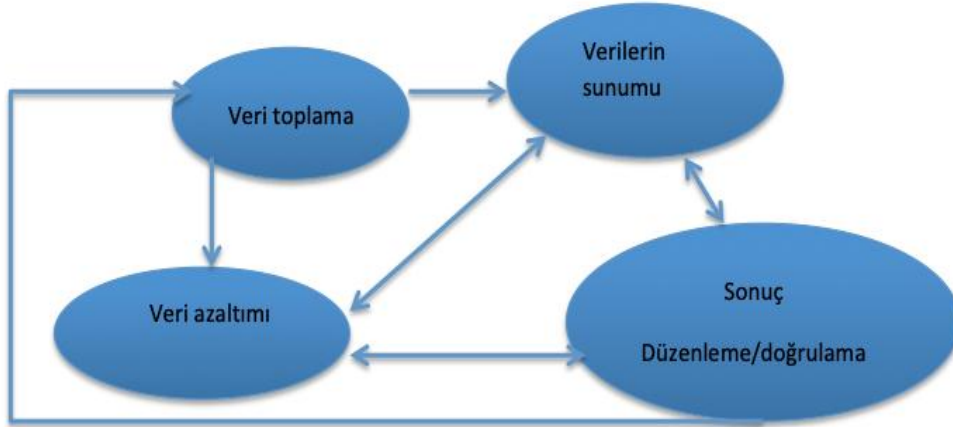 Verilerin
sunumu
Veri toplama
Veri azaltımı
Sonuç
Düzenleme/doğrulama